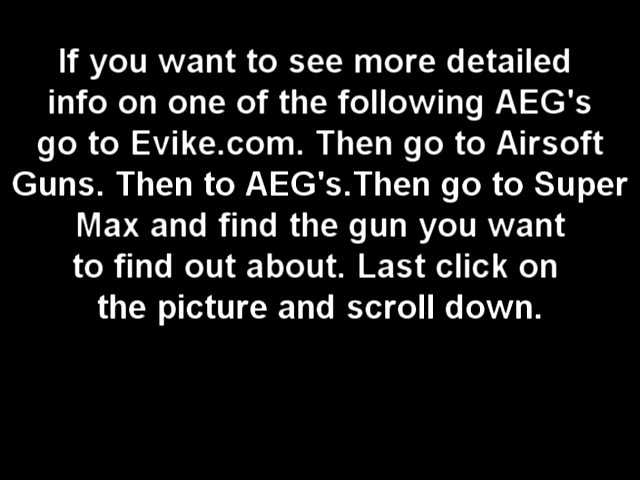 If you want to see more detailed
info on one of the following AEG's
go to Evike.com. Then go to Airsoft
Guns. Then to AEG's.Then go to Super
Max and find the gun you want
to find out about. Last click on
the picture and scroll down.